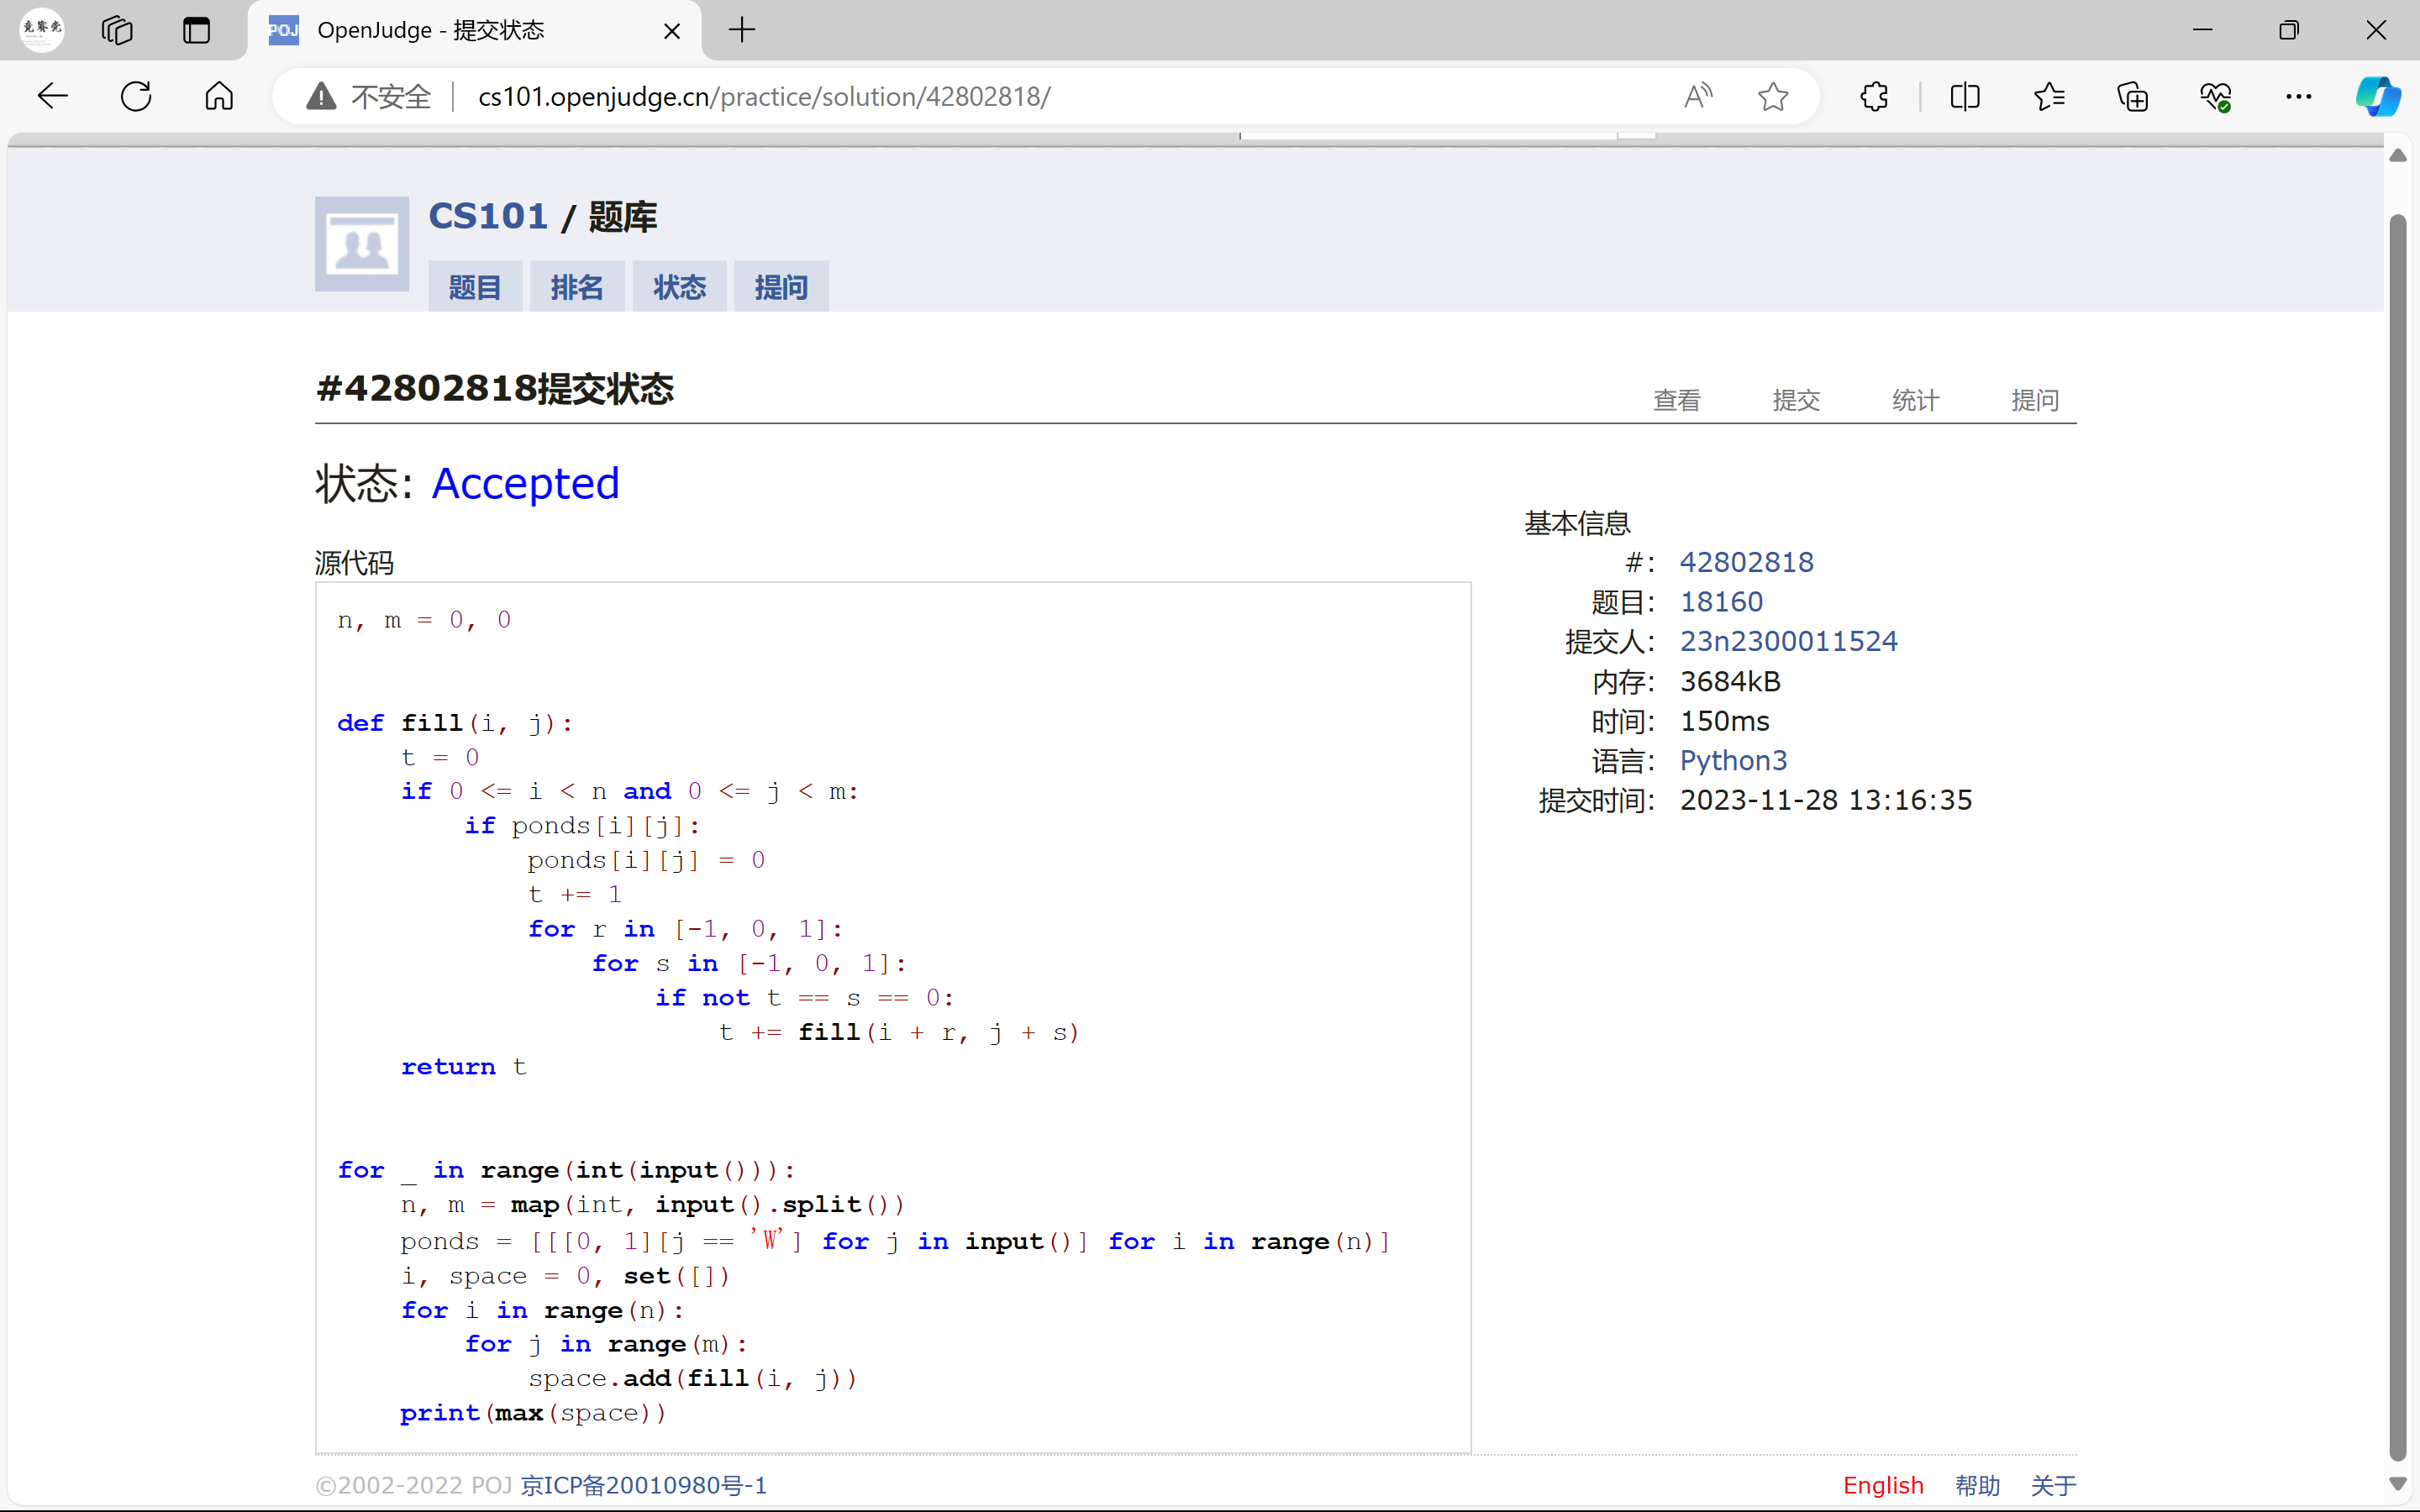 竞赛党
POJ OpenJudge - 提交状态
不安全 cs101.openjudge.cn/practice/solution/42802818/
CS101 / 题库
题目 排名 状态 提问
#42802818提交状态
查看 提交 统计 提问
状态: Accepted
源代码
n, m = 0, 0
def fill(i, j):
    t = 0
    if 0 <= i < n and 0 <= j < m:
        if ponds[i][j]:
            ponds[i][j] = 0
            t += 1
            for r in [-1, 0, 1]:
                for s in [-1, 0, 1]:
                    if not t == s == 0:
                        t += fill(i + r, j + s)
    return t
for _ in range(int(input())):
    n, m = map(int, input().split())
    ponds = [[[0, 1][j == 'W'] for j in input()] for i in range(n)]
    i, space = 0, set([])
    for i in range(n):
        for j in range(m):
            space.add(fill(i, j))
    print(max(space))
基本信息
#: 42802818
题目: 18160
提交人: 23n2300011524
内存: 3684kB
时间: 150ms
语言: Python3
提交时间: 2023-11-28 13:16:35
©2002-2022 POJ 京ICP备20010980号-1
English 帮助 关于